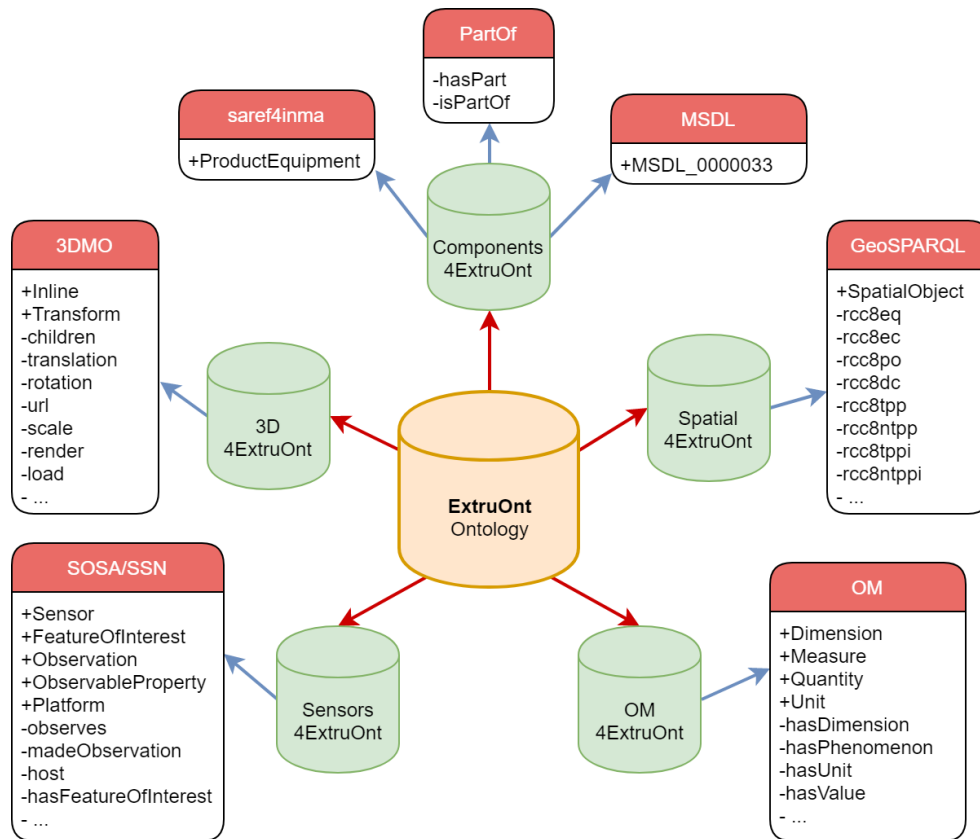 PartOf
-hasPart
-isPartOf
saref4inma
+ProductEquipment
MSDL
+MSDL_0000033
Components
4ExtruOnt
3DMO
+Inline
+Transform
-children
-translation
-rotation
-url
-scale
-render
-load
- ...
3D
4ExtruOnt
GeoSPARQL
+SpatialObject
-rcc8eq
-rcc8ec
-rcc8po
-rcc8dc
-rcc8tpp
-rcc8ntpp
-rcc8tppi
-rcc8ntppi
- ...
Spatial
4ExtruOnt
ExtruOnt
Ontology
SOSA/SSN
+Sensor
+FeatureOfInterest
+Observation
+ObservableProperty
+Platform
-observes
-madeObservation
-host
-hasFeatureOfInterest
- ...
Sensors
4ExtruOnt
OM
4ExtruOnt
OM
+Dimension
+Measure
+Quantity
+Unit
-hasDimension
-hasPhenomenon
-hasUnit
-hasValue
- ...